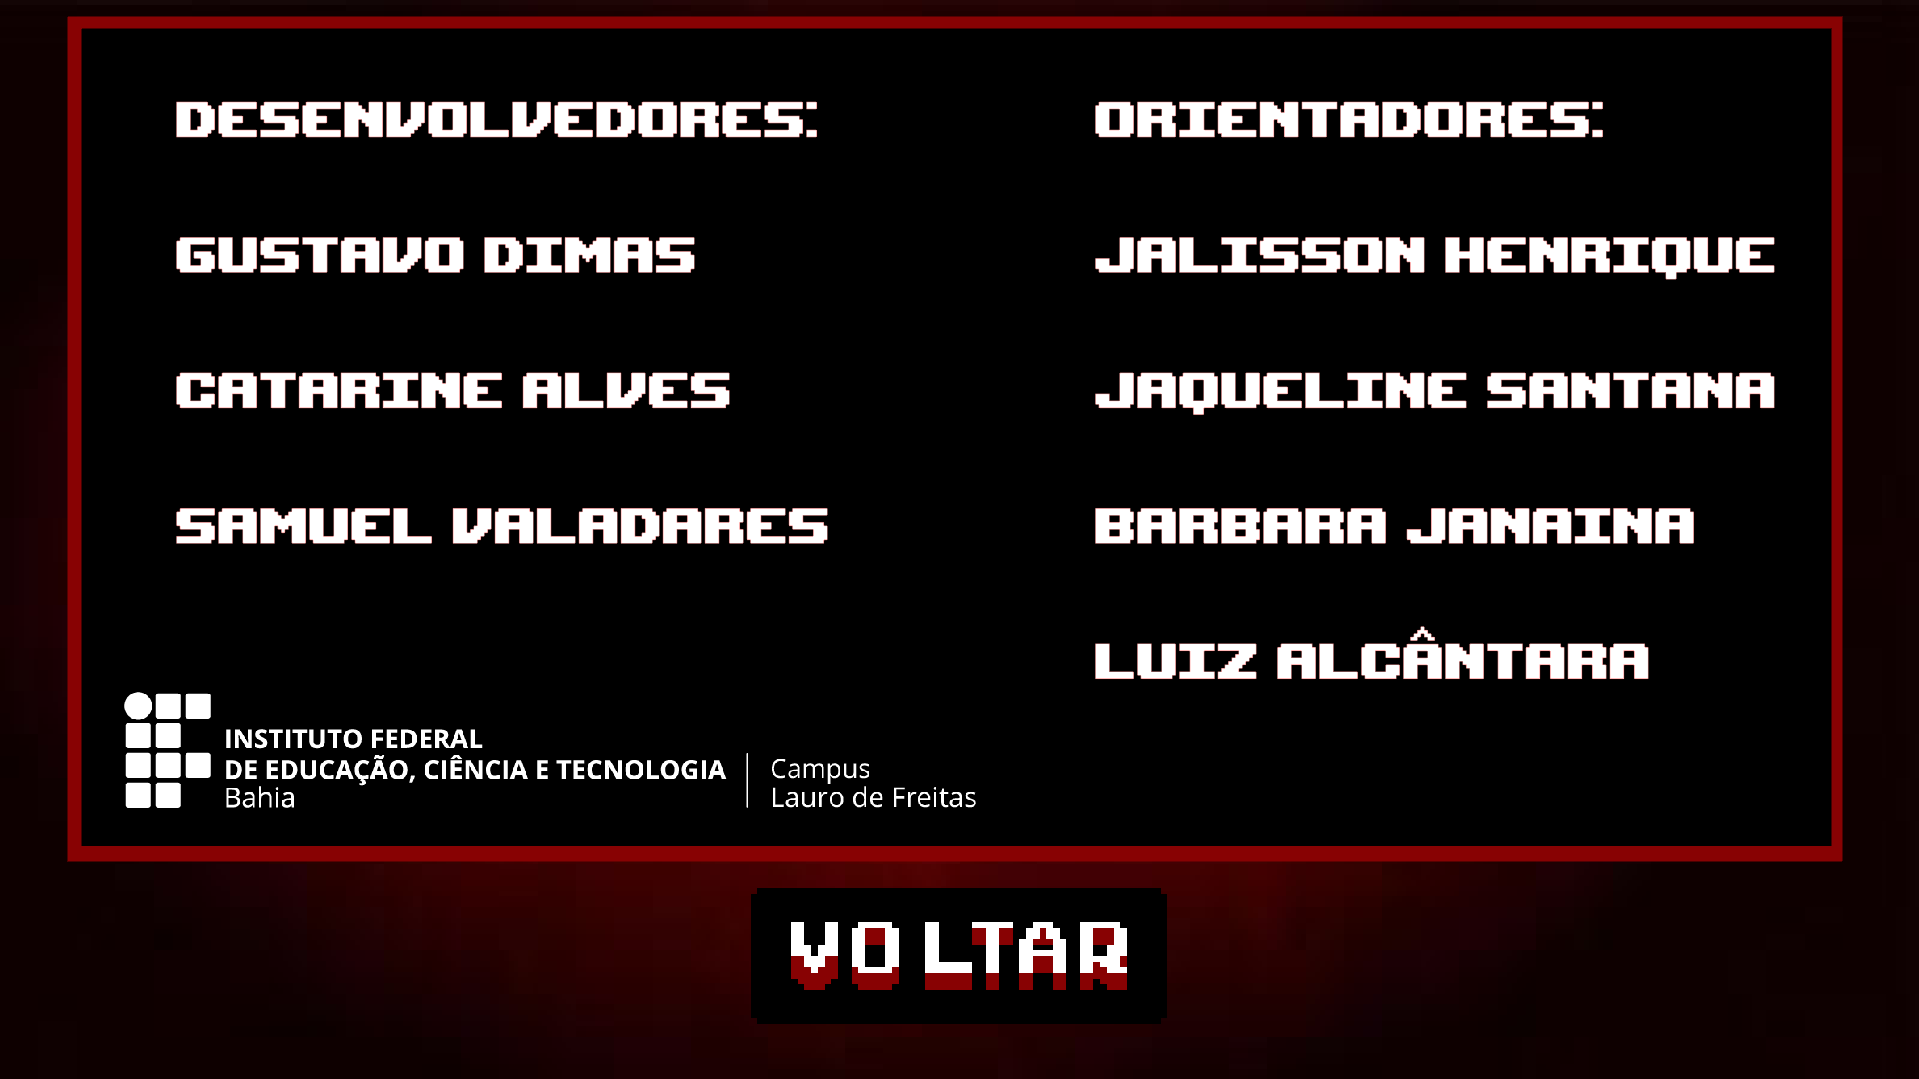 DESENVOLVEDORES:
GUSTAVO DIMAS
CATARINE ALVES
SAMUEL VALADARES
ORIENTADORES:
JALISSON HENRIQUE
JAQUELINE SANTANA
BARBARA JANAINA
LUIZ ALCÂNTARA
INSTITUTO FEDERAL
DE EDUCAÇÃO, CIÊNCIA E TECNOLOGIA
Bahia
Campus
Lauro de Freitas
VOLTAR